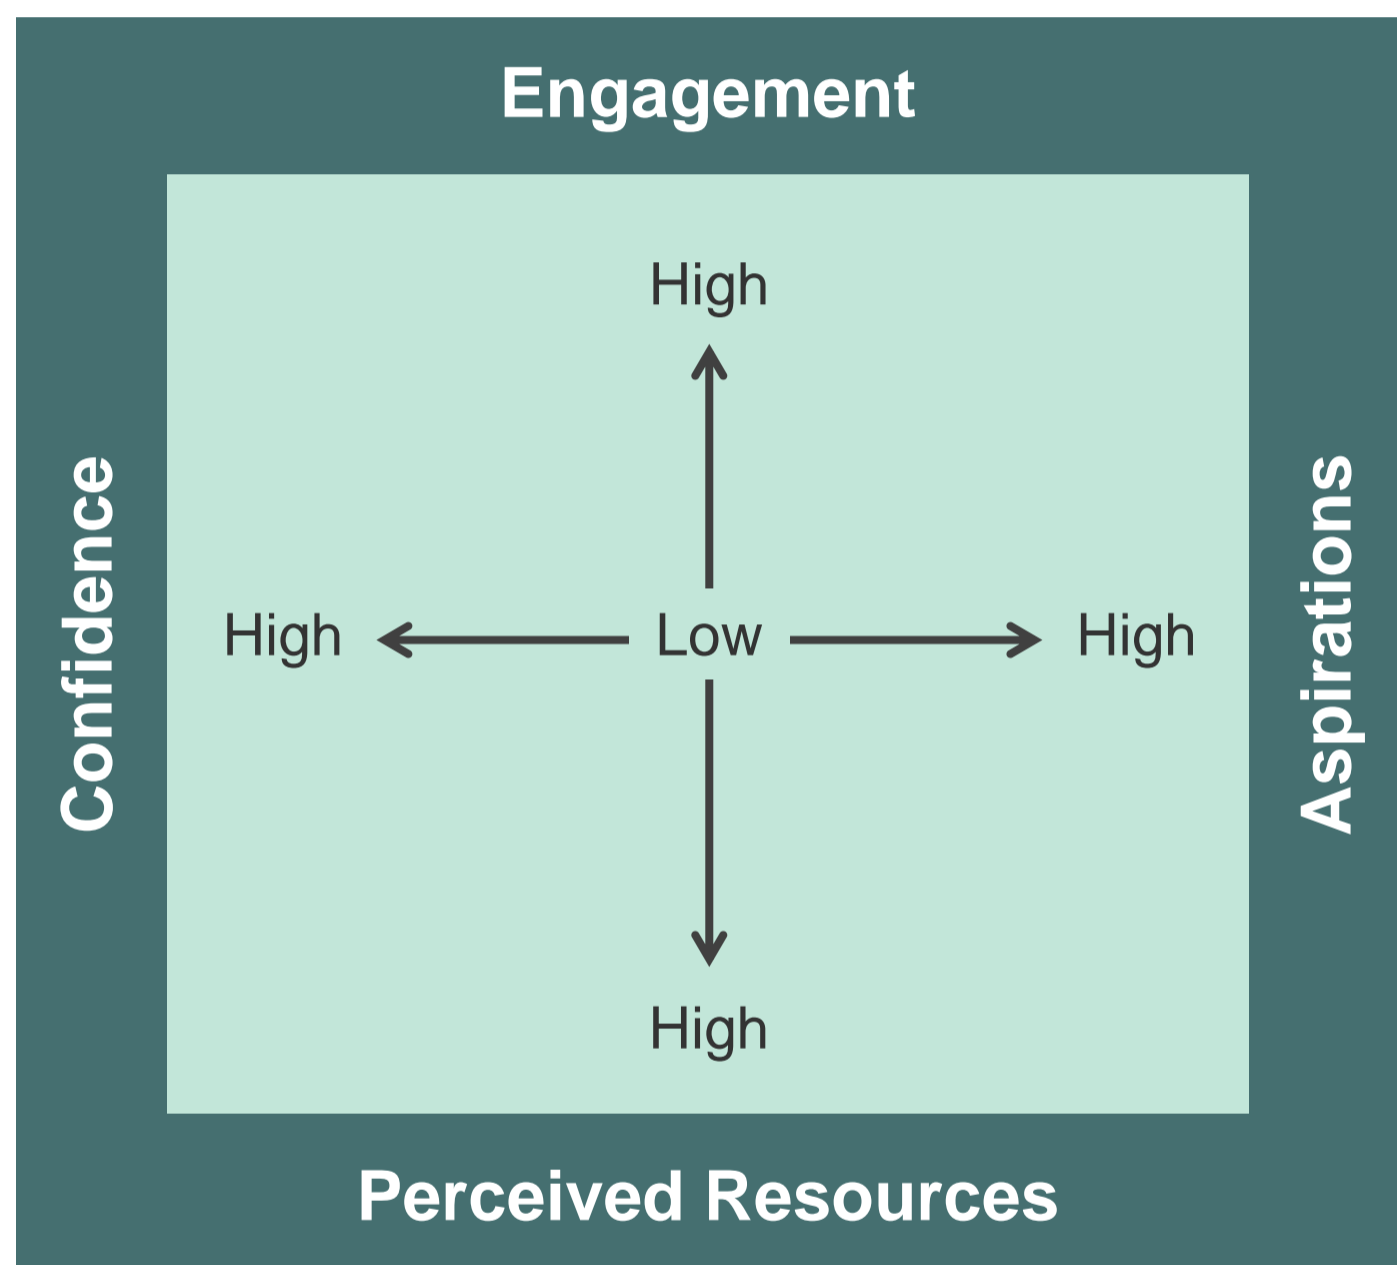 Engagement
High
Confidence
High
Low
High
Aspirations
High
Perceived Resources